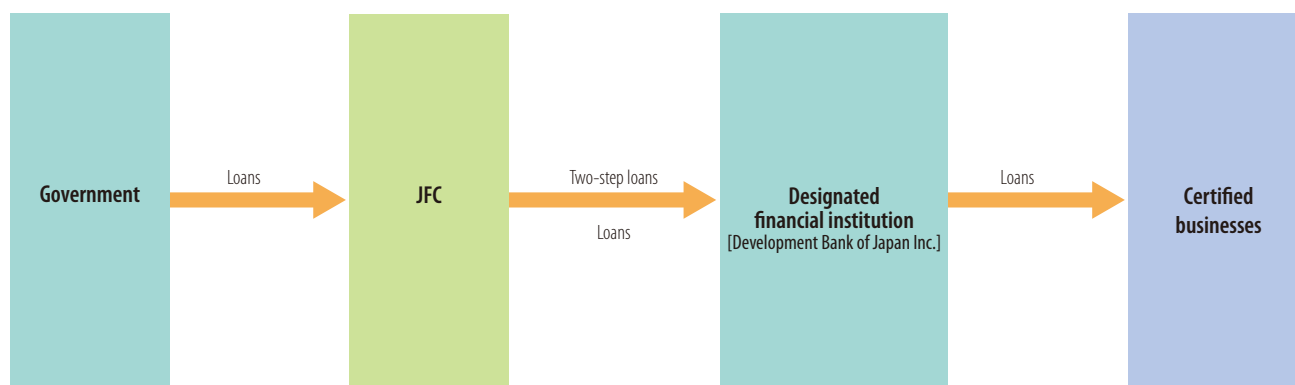 Government
Loans
JFC
Two-step loans
Loans
Designated
financial institution
[Development Bank of Japan Inc.]
Loans
Certified
businesses